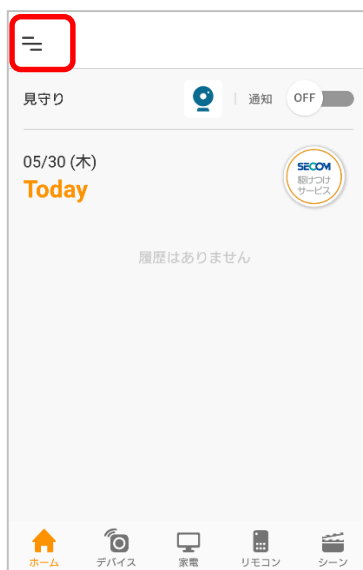 見守り
通知
OFF
05/30 (木)
Today
SECOM
駆けつけ
サービス
履歴はありません
ホーム
デバイス
家電
リモコン
シーン